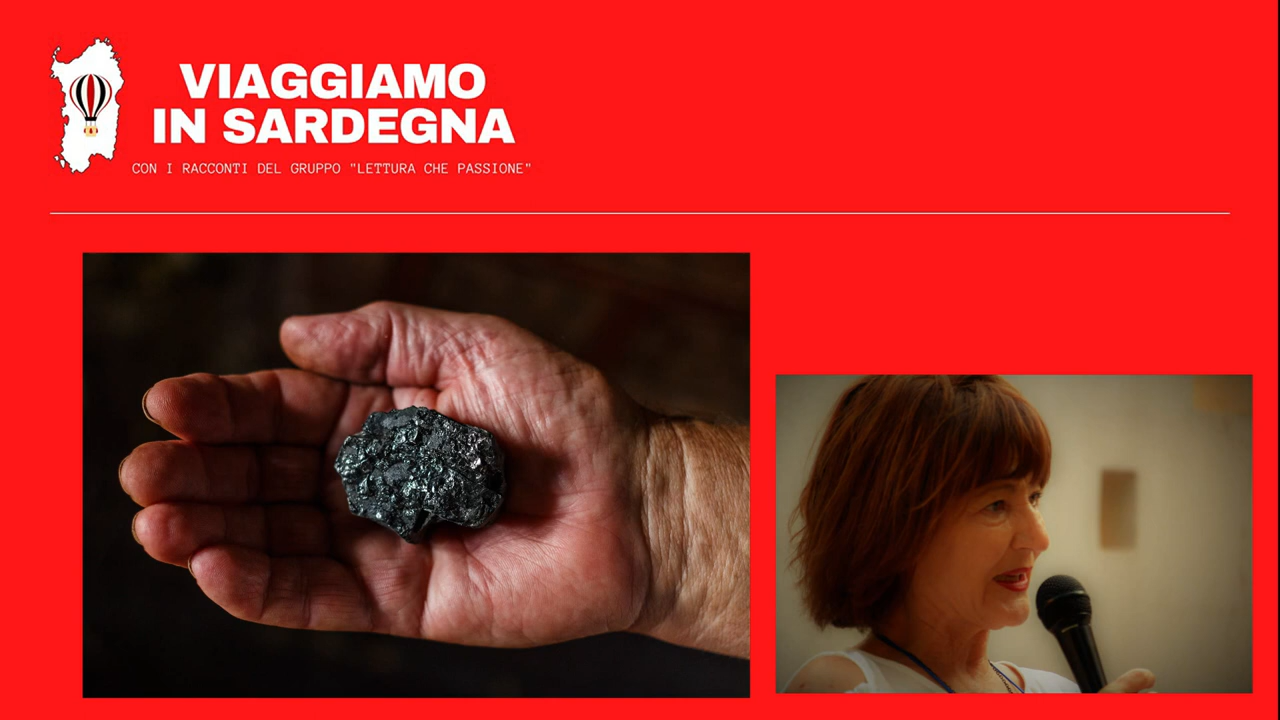 VIAGGIAMO
IN SARDEGNA
CON I RACCONTI DEL GRUPPO "LETTURA CHE PASSIONE"